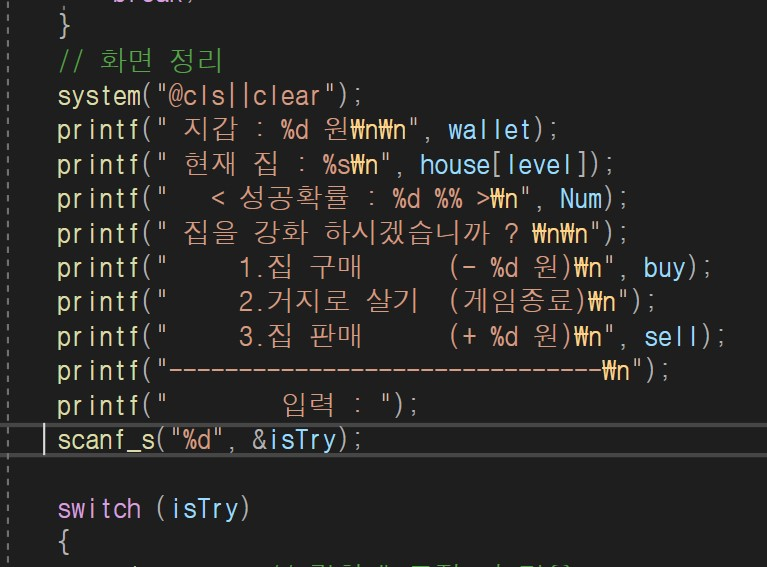 }
// 화면 정리
system("@cls||clear");
printf(" 지갑 : %d 원₩n₩n", wallet);
printf(" 현재 집 : %s₩n", house[level]);
printf("   < 성공확률 : %d %% >₩n", Num);
printf(" 집을 강화 하시겠습니까 ? ₩n₩n");
printf("     1.집 구매      (- %d 원)₩n", buy);
printf("     2.거지로 살기  (게임종료)₩n");
printf("     3.집 판매      (+ %d 원)₩n", sell);
printf("-------------------------------₩n");
printf("        입력 : ");
scanf_s("%d", &isTry);
switch (isTry)
{